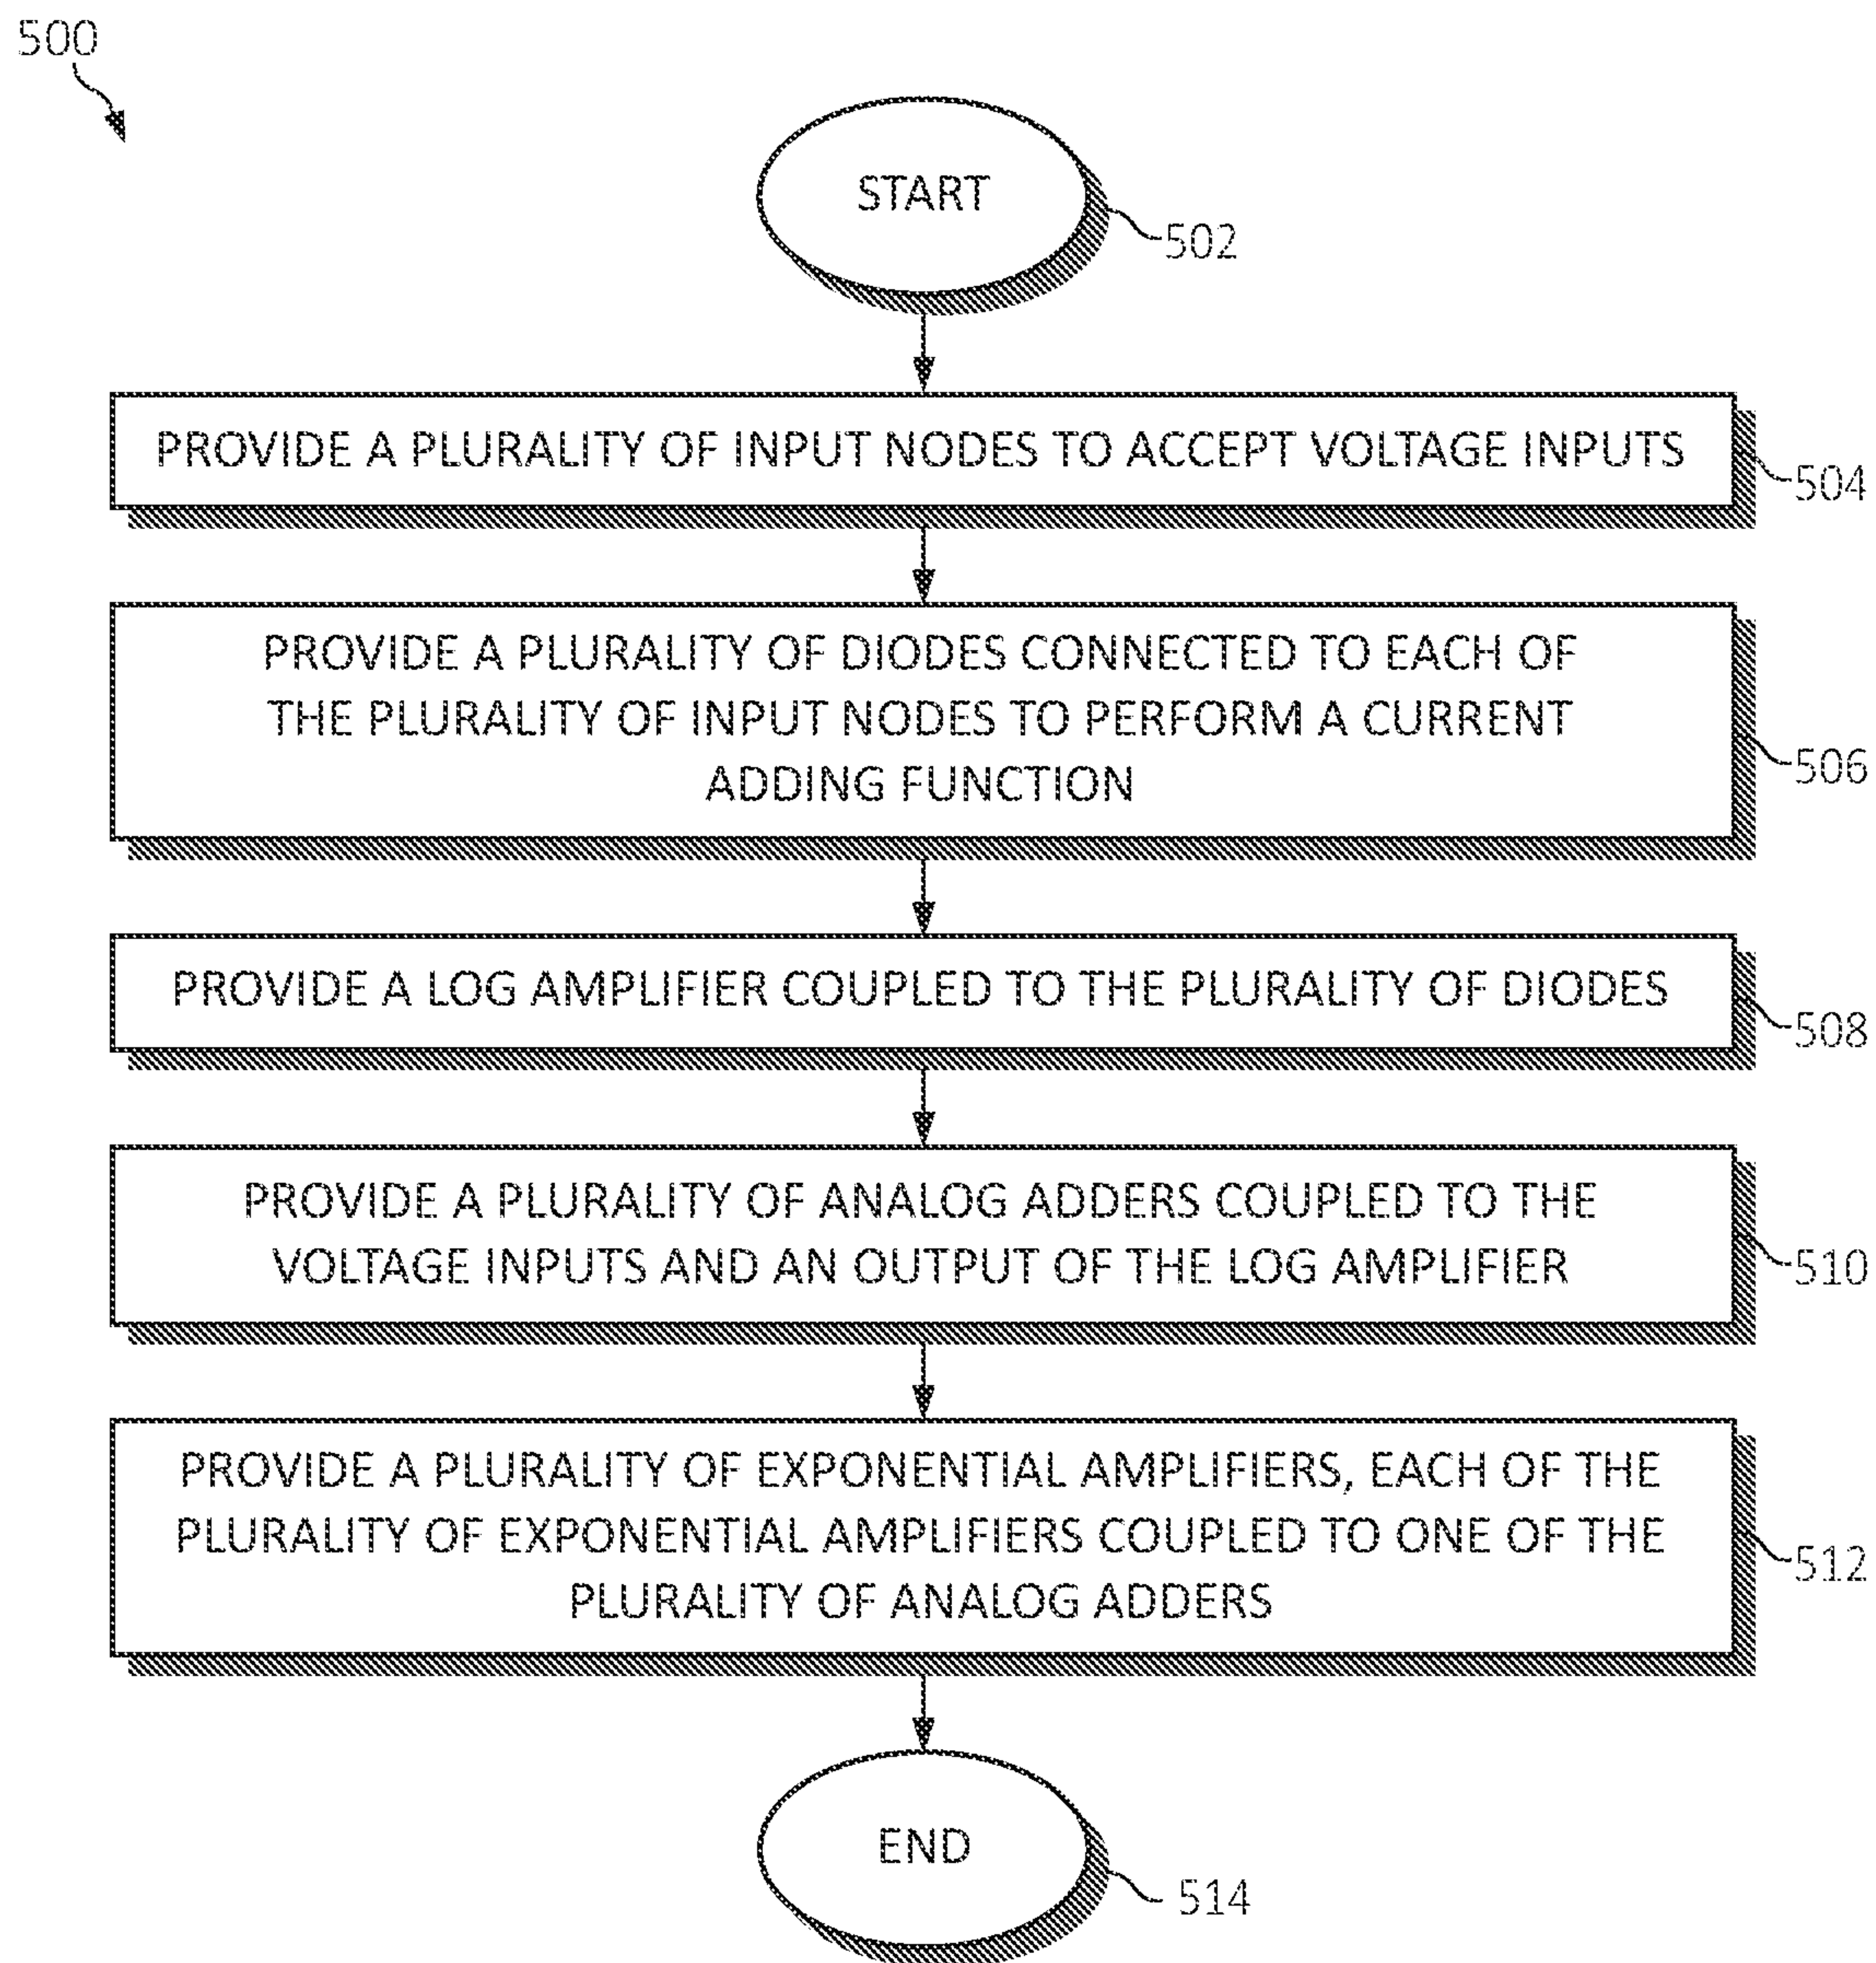 500
START
502
PROVIDE A PLURALITY OF INPUT NODES TO ACCEPT VOLTAGE INPUTS
504
PROVIDE A PLURALITY OF DIODES CONNECTED TO EACH OF
THE PLURALITY OF INPUT NODES TO PERFORM A CURRENT
ADDING FUNCTION
506
PROVIDE A LOG AMPLIFIER COUPLED TO THE PLURALITY OF DIODES
508
PROVIDE A PLURALITY OF ANALOG ADDERS COUPLED TO THE
VOLTAGE INPUTS AND AN OUTPUT OF THE LOG AMPLIFIER
510
PROVIDE A PLURALITY OF EXPONENTIAL AMPLIFIERS, EACH OF THE
PLURALITY OF EXPONENTIAL AMPLIFIERS COUPLED TO ONE OF THE
PLURALITY OF ANALOG ADDERS
512
END
514